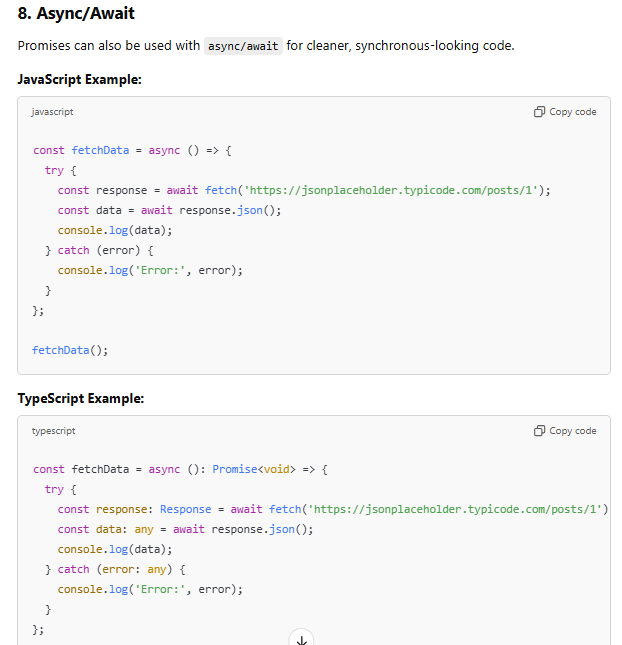 8. Async/Await
Promises can also be used with async/await for cleaner, synchronous-looking code.
JavaScript Example:
javascript
Copy code
const fetchData = async () => {
  try {
    const response = await fetch('https://jsonplaceholder.typicode.com/posts/1');
    const data = await response.json();
    console.log(data);
  } catch (error) {
    console.log('Error:', error);
  }
};
fetchData();
TypeScript Example:
typescript
Copy code
const fetchData = async (): Promise<void> => {
  try {
    const response: Response = await fetch('https://jsonplaceholder.typicode.com/posts/1')
    const data: any = await response.json();
    console.log(data);
  } catch (error: any) {
    console.log('Error:', error);
  }
};